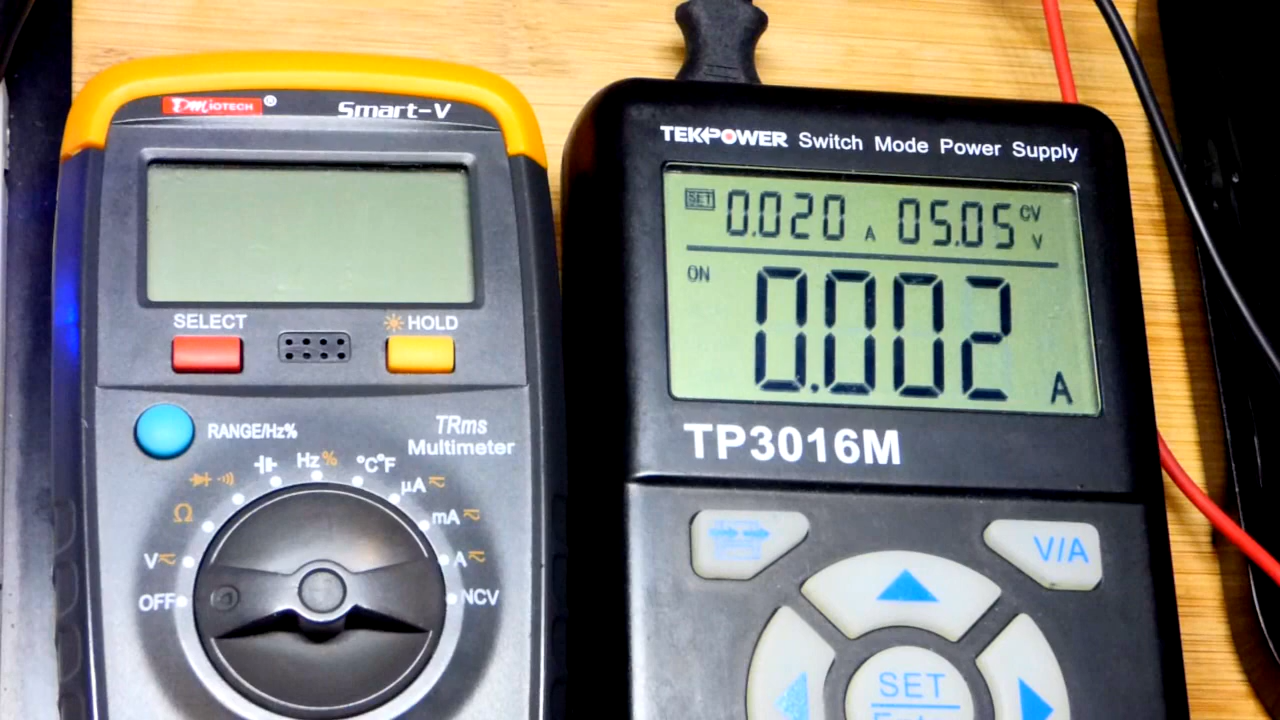 DMiOTECH®
Smart-V
SELECT
HOLD
RANGE/Hz%
TRms
Multimeter
Hz%
°C°F
µA
Ω
mA
V
A
OFF
NCV
TEKPOWER Switch Mode Power Supply
SET 0.020 A 05.05 CV V
ON
0.002 A
TP3016M
V/A
SET